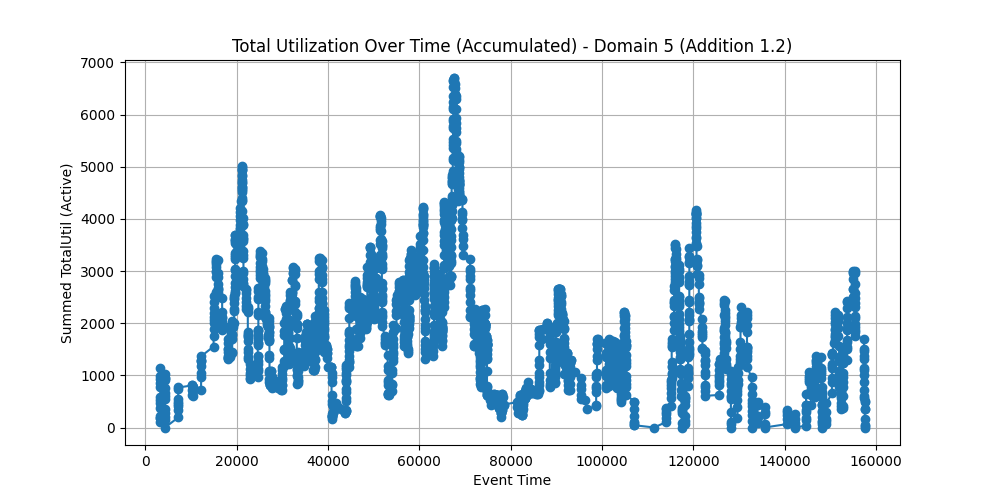 Total Utilization Over Time (Accumulated) - Domain 5 (Addition 1.2)
Summed TotalUtil (Active)
7000
6000
5000
4000
3000
2000
1000
0
0 20000 40000 60000 80000 100000 120000 140000 160000
Event Time